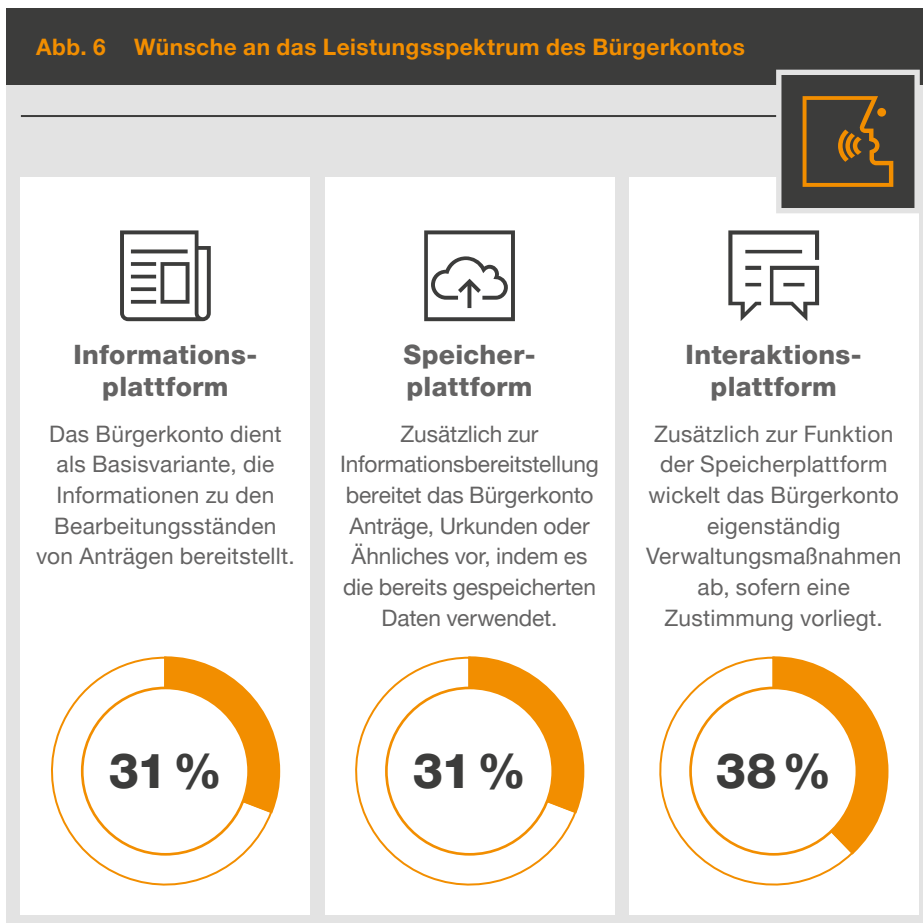 Abb. 6 Wünsche an das Leistungsspektrum des Bürgerkontos
Informations-
plattform
Das Bürgerkonto dient
als Basisvariante, die
Informationen zu den
Bearbeitungsständen
von Anträgen bereitstellt.
31 %
Speicher-
plattform
Zusätzlich zur
Informationsbereitstellung
bereitet das Bürgerkonto
Anträge, Urkunden oder
Ähnliches vor, indem es
die bereits gespeicherten
Daten verwendet.
31 %
Interaktions-
plattform
Zusätzlich zur Funktion
der Speicherplattform
wickelt das Bürgerkonto
eigenständig
Verwaltungsmaßnahmen
ab, sofern eine
Zustimmung vorliegt.
38 %